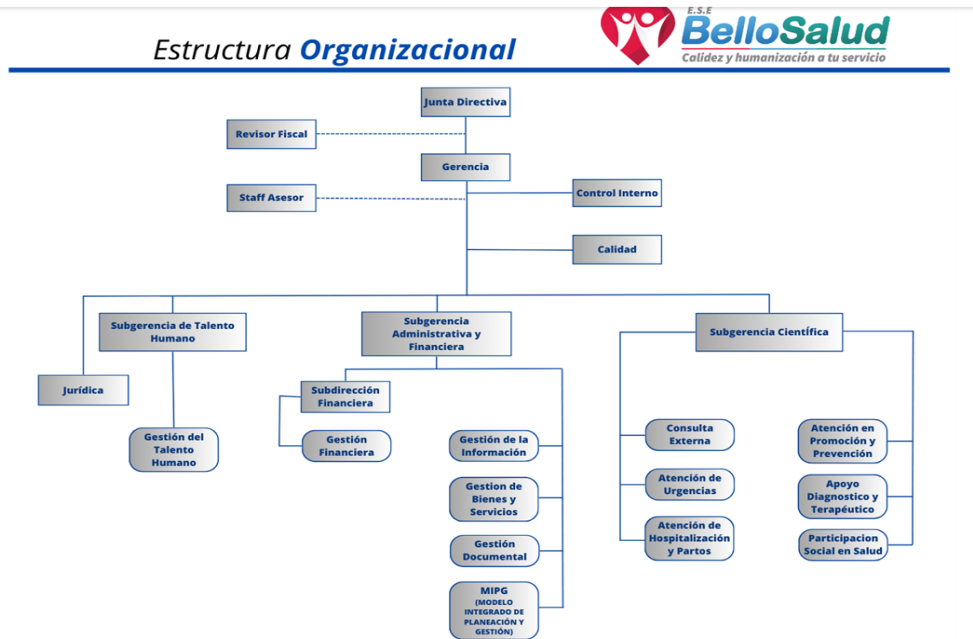 E.S.E
BelloSalud
Calidez y humanización a tu servicio
Estructura Organizacional
Junta Directiva
Revisor Fiscal
Gerencia
Staff Asesor
Control Interno
Calidad
Subgerencia de Talento
Humano
Subgerencia
Administrativa y
Financiera
Subgerencia Científica
Jurídica
Subdirección
Financiera
Gestión del
Talento
Humano
Gestión
Financiera
Gestión de la
Información
Gestion de
Bienes y
Servicios
Gestión
Documental
MIPG
(MODELO
INTEGRADO DE
PLANEACIÓN Y
GESTIÓN)
Consulta
Externa
Atención de
Urgencias
Atención de
Hospitalización
y Partos
Atención en
Promoción y
Prevención
Apoyo
Diagnostico y
Terapéutico
Participacion
Social en Salud